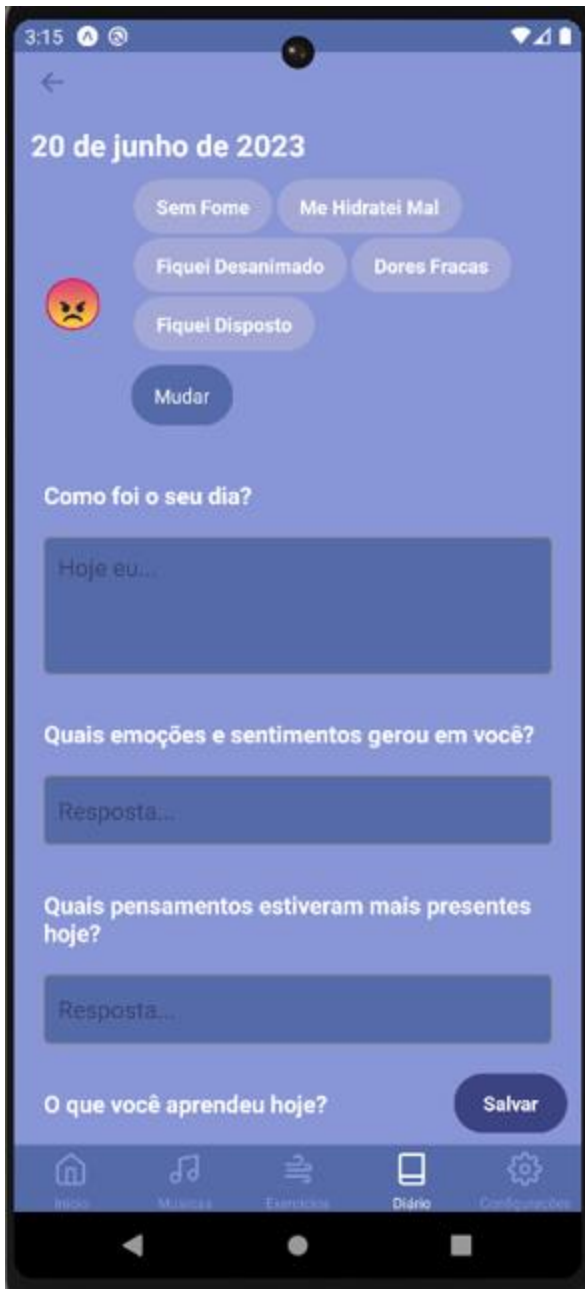 3:15
20 de junho de 2023
Sem Fome Me Hidratei Mal
Fiquei Desanimado Dores Fracas
Fiquei Disposto
Mudar
Como foi o seu dia?
Hoje eu...
Quais emoções e sentimentos gerou em você?
Resposta...
Quais pensamentos estiveram mais presentes
hoje?
Resposta...
O que você aprendeu hoje? Salvar
Início Músicas Exercícios Diário Configurações